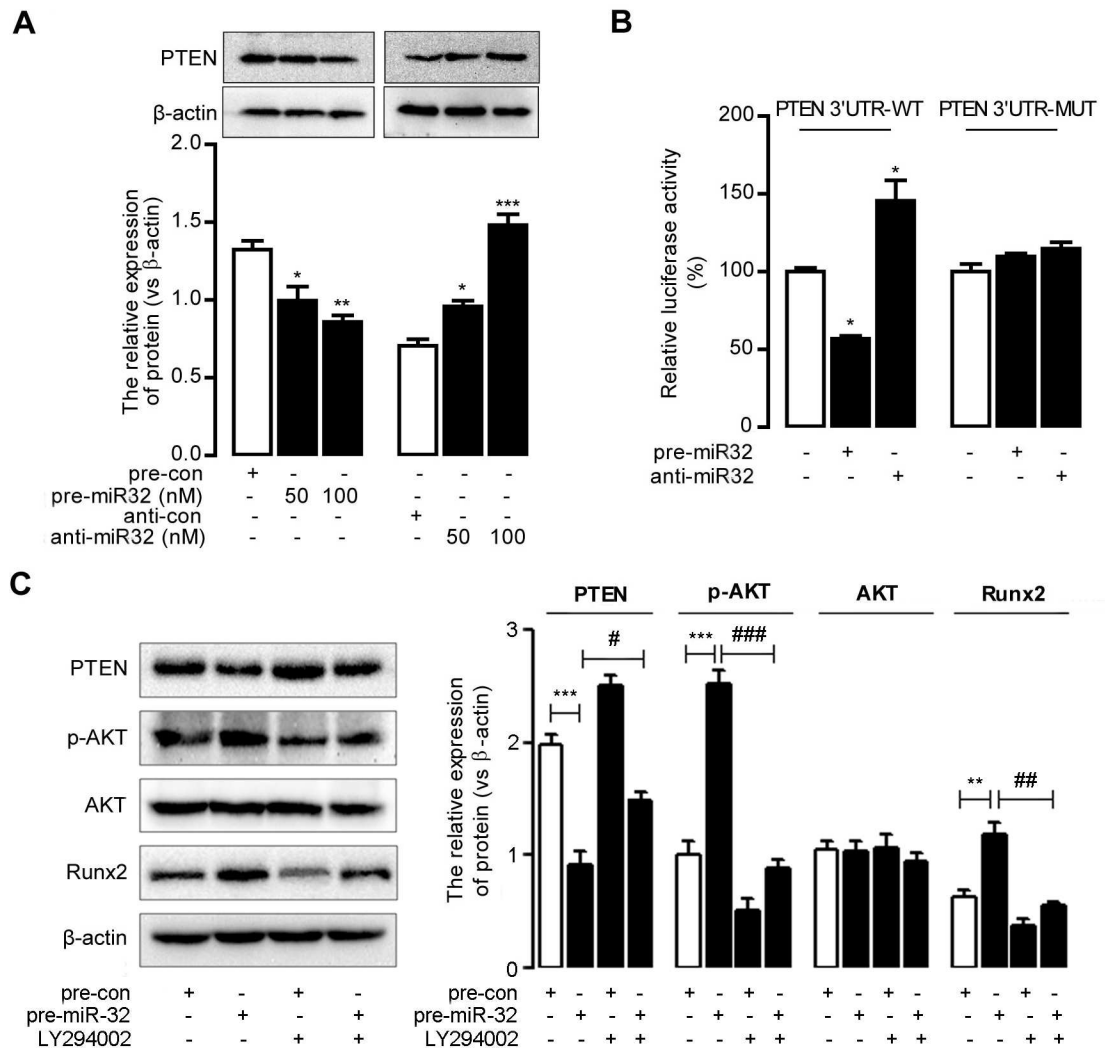 A
PTEN
β-actin
The relative expression
of protein (vs β-actin)
2.0
1.5
1.0
0.5
0.0
* ** * ***
pre-con + - - - - -
pre-miR32 (nM) - 50 100 - - -
anti-con - - - + - -
anti-miR32 (nM) - - - - 50 100
B
PTEN 3'UTR-WT PTEN 3'UTR-MUT
Relative luciferase activity
(%)
200
150
100
50
0
* *
pre-miR32 - + - - + -
anti-miR32 - - + - - +
C
PTEN
p-AKT
AKT
Runx2
β-actin
pre-con + - + -
pre-miR-32 - + - +
LY294002 - - + +
PTEN p-AKT AKT Runx2
The relative expression
of protein (vs β-actin)
3
2
1
0
*** # *** ### ** ##
pre-con + - + - + - + - + - + - + - + -
pre-miR-32 - + - + - + - + - + - + - + - +
LY294002 - - + + - - + + - - + + - - + +